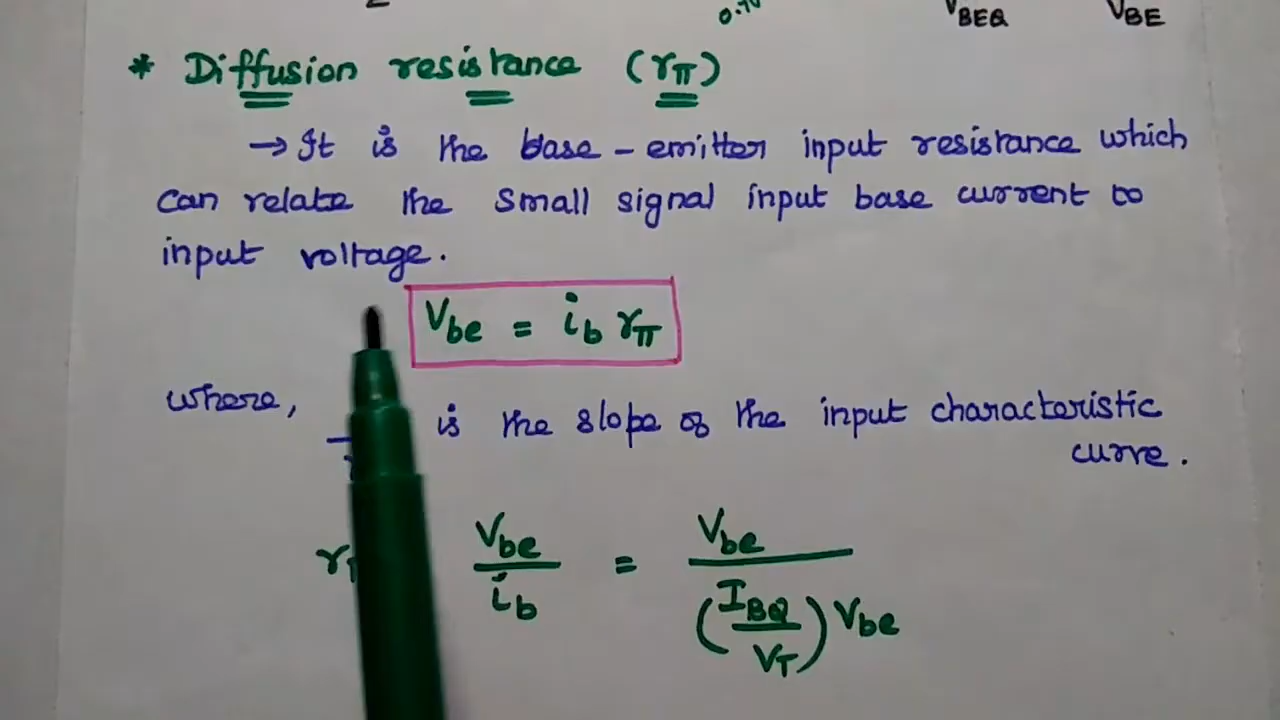 0.7V
V_BEQ V_BE
* Diffusion resistance (r_π)
→ It is the base-emitter input resistance which
can relate the small signal input base current to
input voltage.
V_be = i_b r_π
where, is the slope of the input characteristic
curve.
V_be / i_b = V_be / (I_BQ / V_T) V_be